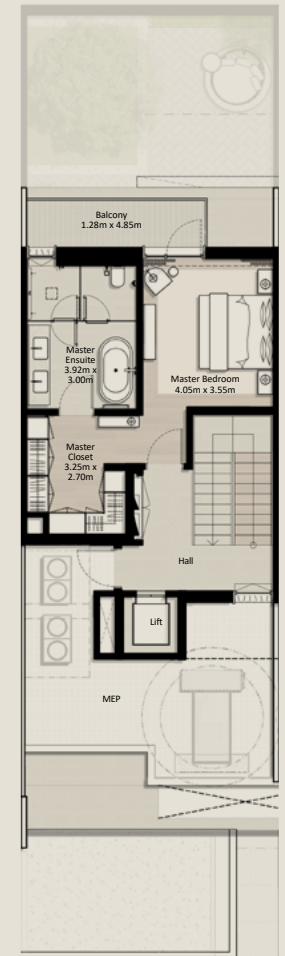 Balcony
1.28m x 4.85m
Master
Ensuite
3.92m x
3.00m
Master Bedroom
4.05m x 3.55m
Master
Closet
3.25m x
2.70m
Hall
Lift
MEP